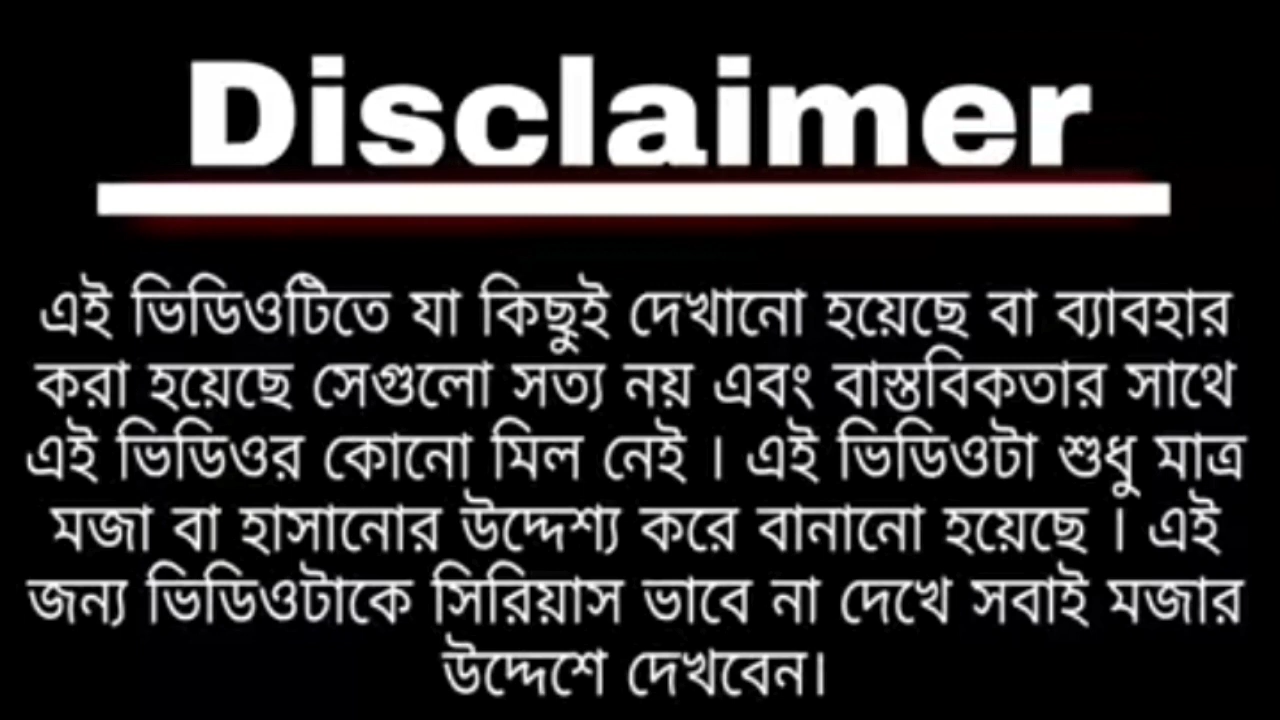 Disclaimer
এই ভিডিওটিতে যা কিছুই দেখানো হয়েছে বা ব্যাবহার
করা হয়েছে সেগুলো সত্য নয় এবং বাস্তবিকতার সাথে
এই ভিডিওর কোনো মিল নেই । এই ভিডিওটা শুধু মাত্র
মজা বা হাসানোর উদ্দেশ্য করে বানানো হয়েছে । এই
জন্য ভিডিওটাকে সিরিয়াস ভাবে না দেখে সবাই মজার
উদ্দেশে দেখবেন।